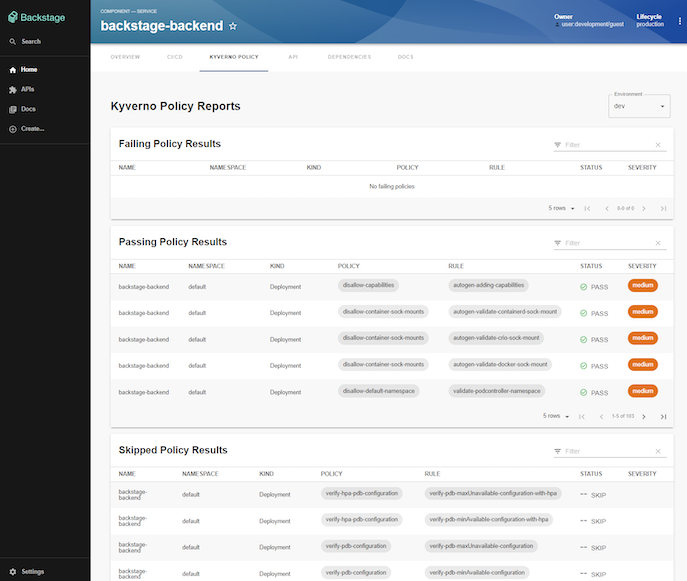 Backstage
Search
Home
APIs
Docs
Create...
Settings
COMPONENT — SERVICE
backstage-backend
Owner
user:development/guest
Lifecycle
production
OVERVIEW CI/CD KYVERNO POLICY API DEPENDENCIES DOCS
Kyverno Policy Reports
Environment
dev
Failing Policy Results
Filter
NAME NAMESPACE KIND POLICY RULE STATUS SEVERITY
No failing policies
5 rows 0-0 of 0
Passing Policy Results
Filter
NAME NAMESPACE KIND POLICY RULE STATUS SEVERITY
backstage-backend default Deployment disallow-capabilities autogen-adding-capabilities PASS medium
backstage-backend default Deployment disallow-container-sock-mounts autogen-validate-containerd-sock-mount PASS medium
backstage-backend default Deployment disallow-container-sock-mounts autogen-validate-crio-sock-mount PASS medium
backstage-backend default Deployment disallow-container-sock-mounts autogen-validate-docker-sock-mount PASS medium
backstage-backend default Deployment disallow-default-namespace validate-podcontroller-namespace PASS medium
5 rows 1-5 of 103
Skipped Policy Results
Filter
NAME NAMESPACE KIND POLICY RULE STATUS SEVERITY
backstage-
backend default Deployment verify-hpa-pdb-configuration verify-pdb-maxUnavailable-configuration-with-hpa SKIP
backstage-
backend default Deployment verify-hpa-pdb-configuration verify-pdb-minAvailable-configuration-with-hpa SKIP
backstage-
backend default Deployment verify-pdb-configuration verify-pdb-maxUnavailable-configuration SKIP
backstage-
backend default Deployment verify-pdb-configuration verify-pdb-minAvailable-configuration SKIP